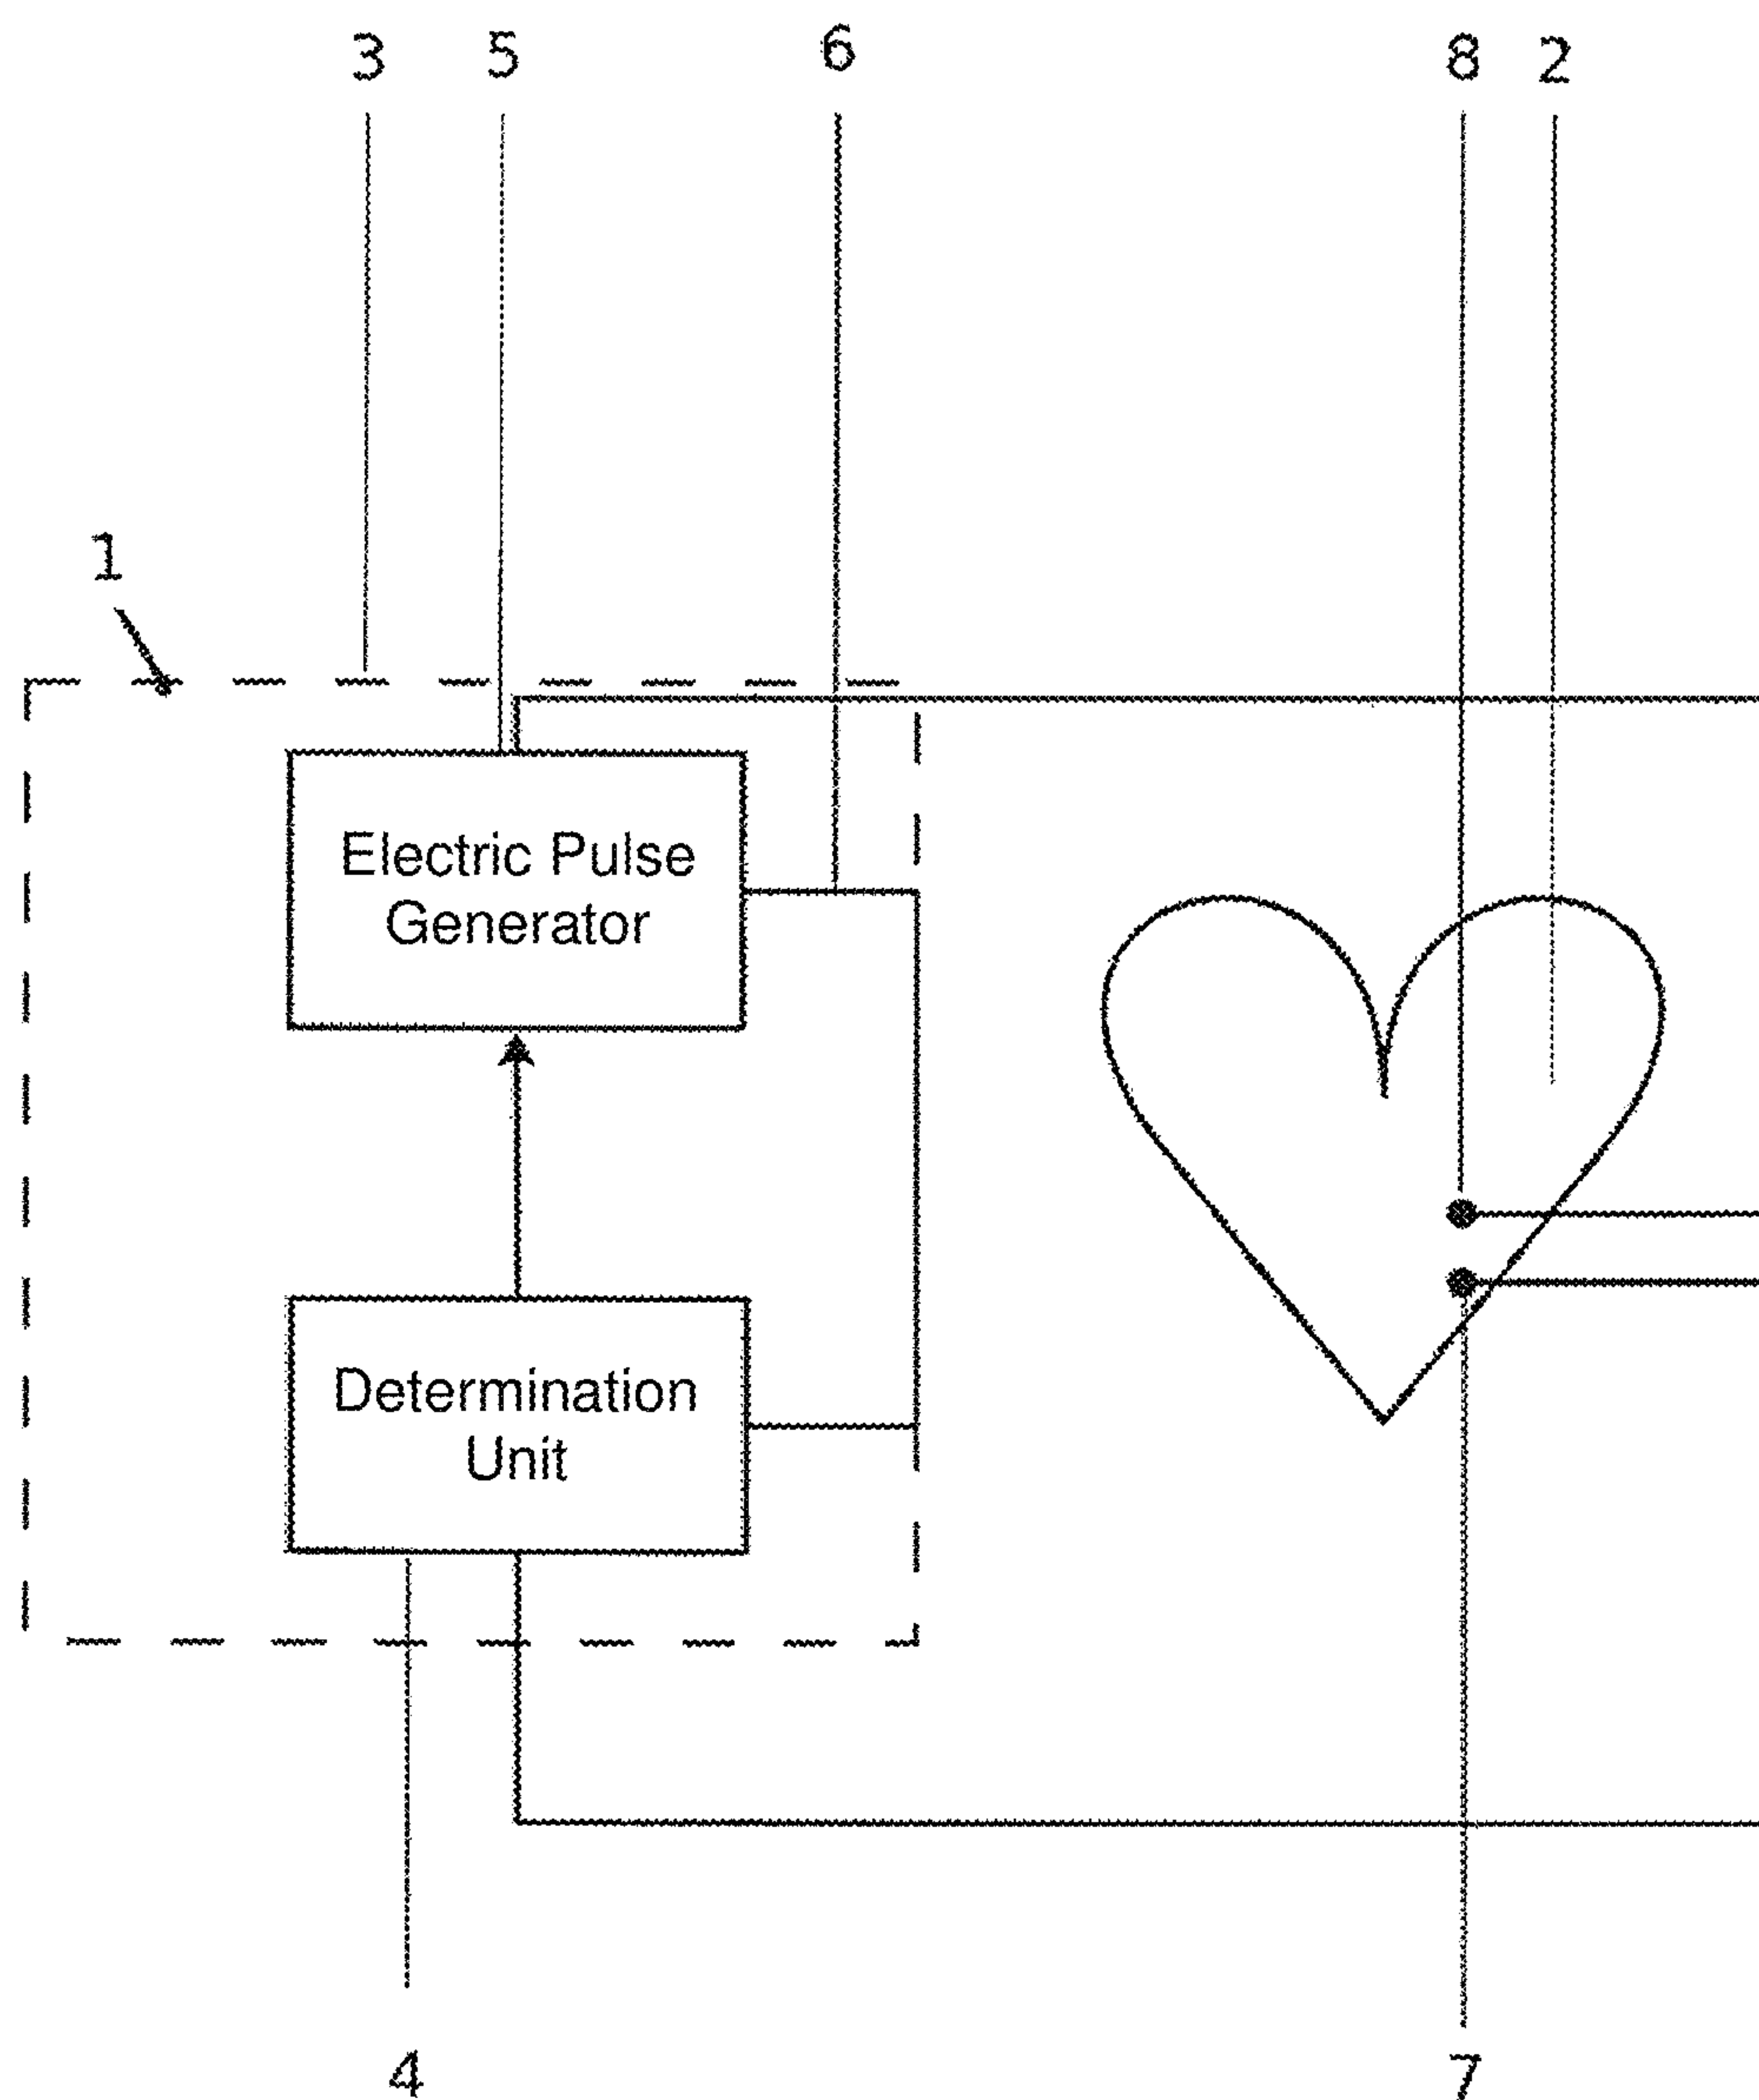 3 5 6 8 2
1
Electric Pulse
Generator
Determination
Unit
4 7